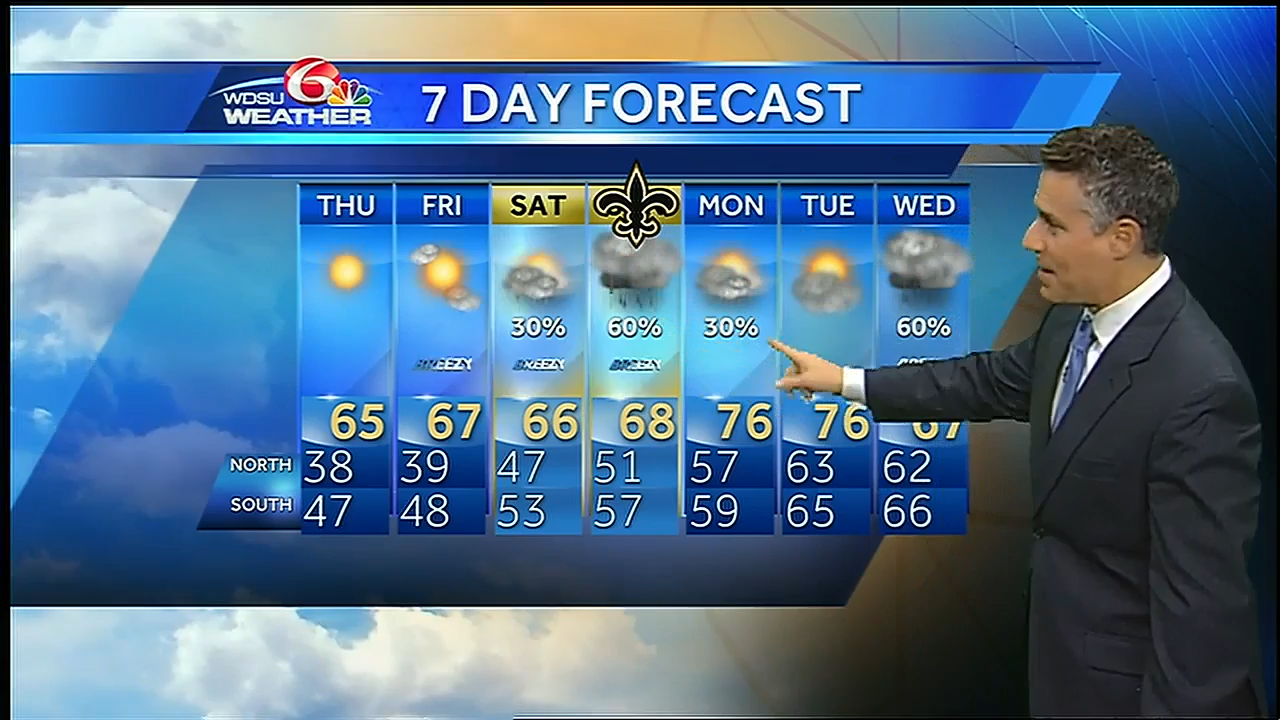 WDSU 6
WEATHER
7 DAY FORECAST
THU FRI SAT MON TUE WED
30% 60% 30% 60%
BREEZY BREEZY BREEZY
65 67 66 68 76 76 67
NORTH 38 39 47 51 57 63 62
SOUTH 47 48 53 57 59 65 66